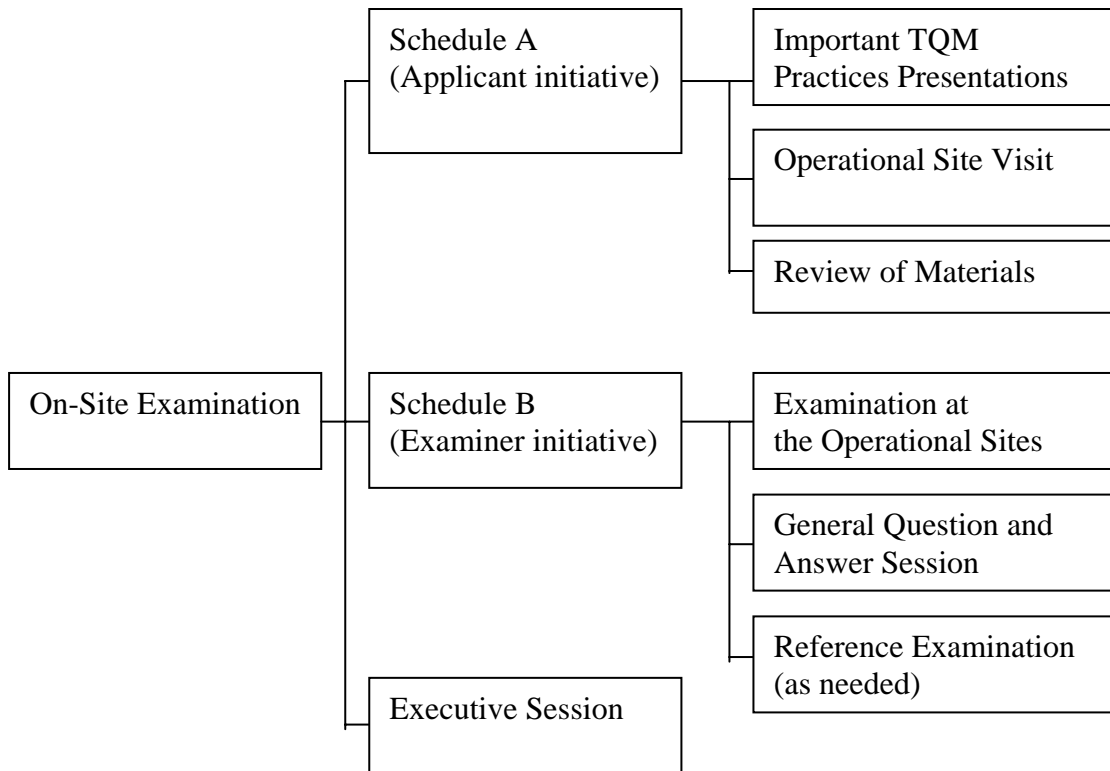 Schedule A
(Applicant initiative)
Important TQM
Practices Presentations
Operational Site Visit
Review of Materials
On-Site Examination
Schedule B
(Examiner initiative)
Examination at
the Operational Sites
General Question and
Answer Session
Reference Examination
(as needed)
Executive Session